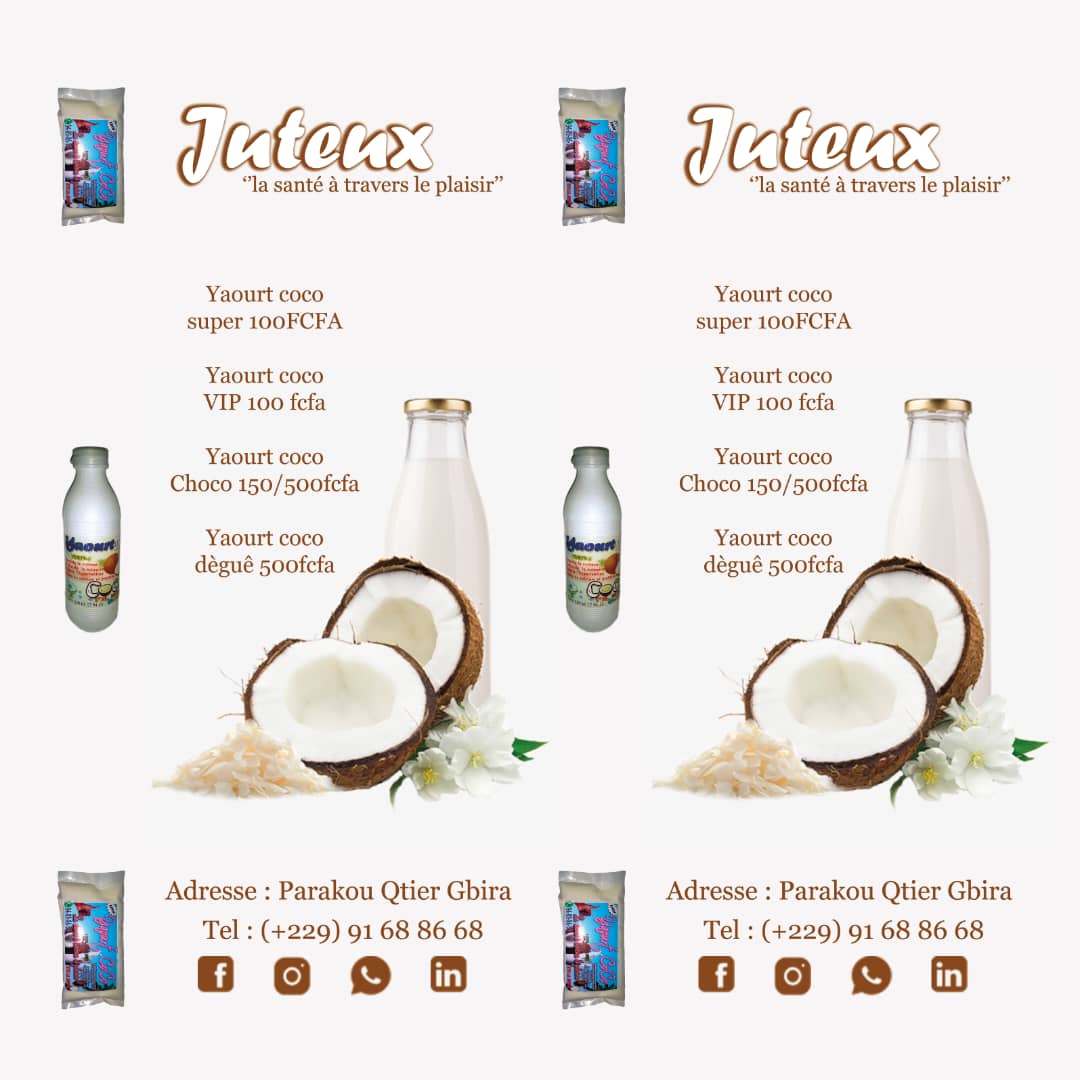 Juteux
‘’la santé à travers le plaisir’’
Yaourt coco
super 100FCFA
Yaourt coco
VIP 100 fcfa
Yaourt coco
Choco 150/500fcfa
Yaourt coco
dèguê 500fcfa
Yaourt
Adresse : Parakou Qtier Gbira
Tel : (+229) 91 68 86 68
Juteux
‘’la santé à travers le plaisir’’
Yaourt coco
super 100FCFA
Yaourt coco
VIP 100 fcfa
Yaourt coco
Choco 150/500fcfa
Yaourt coco
dèguê 500fcfa
Yaourt
Adresse : Parakou Qtier Gbira
Tel : (+229) 91 68 86 68